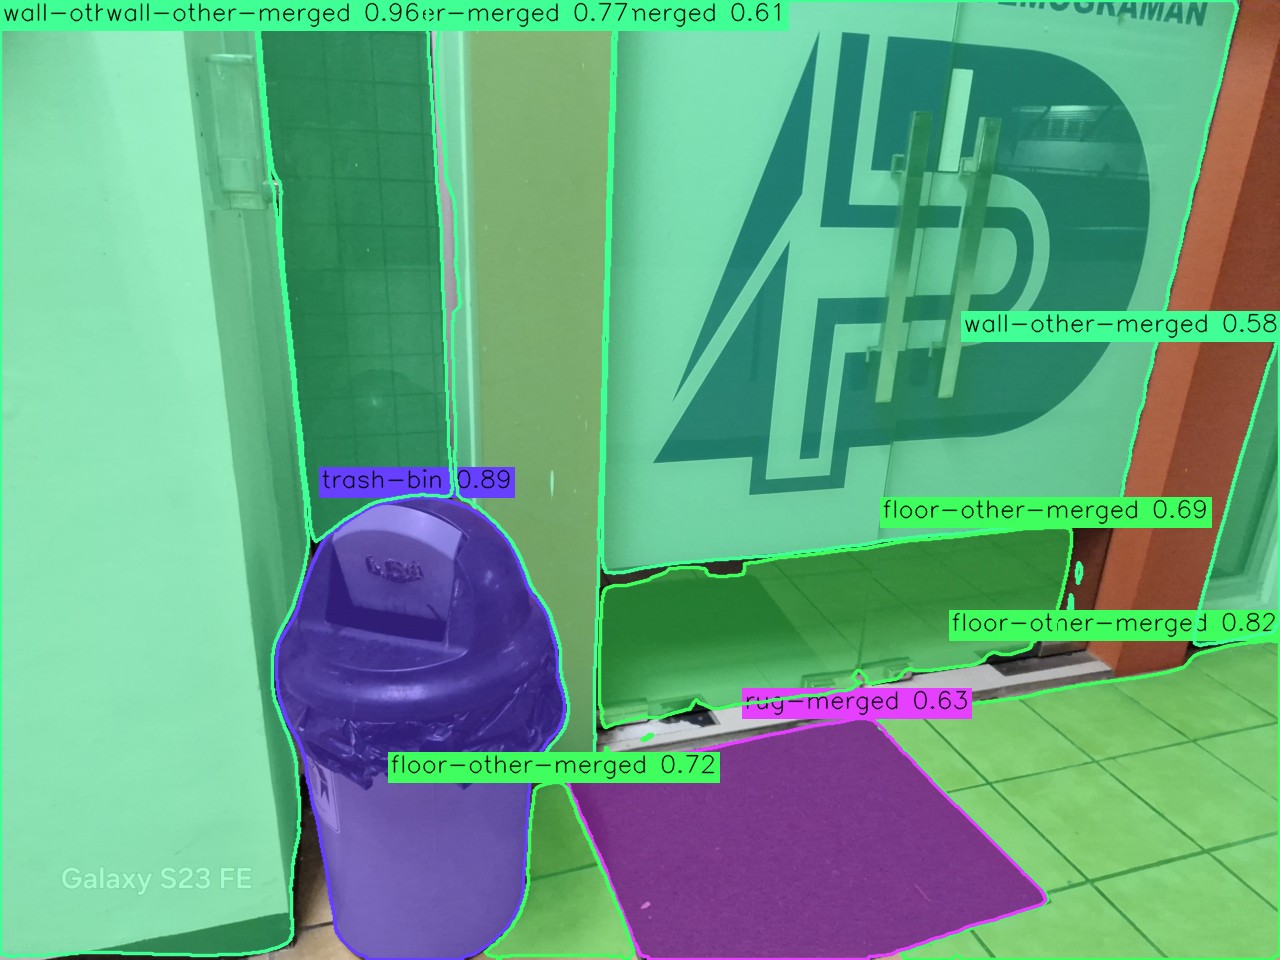 wall-oth wall-other-merged 0.96 er-merged 0.77 nerged 0.61
wall-other-merged 0.58
trash-bin 0.89
floor-other-merged 0.69
floor-other-merged 0.82
rug-merged 0.63
floor-other-merged 0.72
Galaxy S23 FE